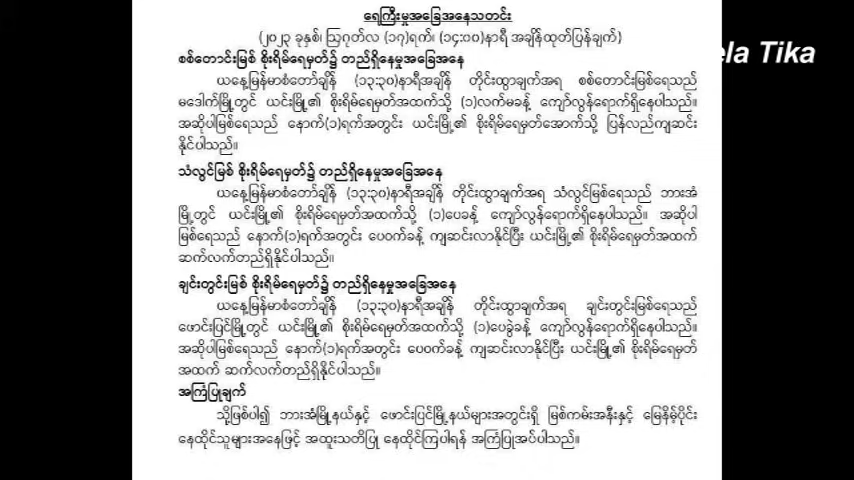 ရေကြီးမှုအခြေအနေသတင်း
(၂၀၂၃ ခုနှစ်၊ ဩဂုတ်လ (၁၇)ရက်၊ (၁၄:၀၀)နာရီ အချိန်ထုတ်ပြန်ချက်)
ela Tika
စစ်တောင်းမြစ် စိုးရိမ်ရေမှတ်၌ တည်ရှိနေမှုအခြေအနေ
ယနေ့မြန်မာစံတော်ချိန် (၁၃:၃၀)နာရီအချိန် တိုင်းထွာချက်အရ စစ်တောင်းမြစ်ရေသည်
မဒေါက်မြို့တွင် ယင်းမြို့၏ စိုးရိမ်ရေမှတ်အထက်သို့ (၁)လက်မခန့် ကျော်လွန်ရောက်ရှိနေပါသည်။
အဆိုပါမြစ်ရေသည် နောက်(၁)ရက်အတွင်း ယင်းမြို့၏ စိုးရိမ်ရေမှတ်အောက်သို့ ပြန်လည်ကျဆင်း
နိုင်ပါသည်။
သံလွင်မြစ် စိုးရိမ်ရေမှတ်၌ တည်ရှိနေမှုအခြေအနေ
ယနေ့မြန်မာစံတော်ချိန် (၁၃:၃၀)နာရီအချိန် တိုင်းထွာချက်အရ သံလွင်မြစ်ရေသည် ဘားအံ
မြို့တွင် ယင်းမြို့၏ စိုးရိမ်ရေမှတ်အထက်သို့ (၁)ပေခန့် ကျော်လွန်ရောက်ရှိနေပါသည်။ အဆိုပါ
မြစ်ရေသည် နောက်(၁)ရက်အတွင်း ပေဝက်ခန့် ကျဆင်းလာနိုင်ပြီး ယင်းမြို့၏ စိုးရိမ်ရေမှတ်အထက်
ဆက်လက်တည်ရှိနိုင်ပါသည်။
ချင်းတွင်းမြစ် စိုးရိမ်ရေမှတ်၌ တည်ရှိနေမှုအခြေအနေ
ယနေ့မြန်မာစံတော်ချိန် (၁၃:၃၀)နာရီအချိန် တိုင်းထွာချက်အရ ချင်းတွင်းမြစ်ရေသည်
ဖောင်းပြင်မြို့တွင် ယင်းမြို့၏ စိုးရိမ်ရေမှတ်အထက်သို့ (၁)ပေခွဲခန့် ကျော်လွန်ရောက်ရှိနေပါသည်။
အဆိုပါမြစ်ရေသည် နောက်(၁)ရက်အတွင်း ပေဝက်ခန့် ကျဆင်းလာနိုင်ပြီး ယင်းမြို့၏ စိုးရိမ်ရေမှတ်
အထက် ဆက်လက်တည်ရှိနိုင်ပါသည်။
အကြံပြုချက်
သို့ဖြစ်ပါ၍ ဘားအံမြို့နယ်နှင့် ဖောင်းပြင်မြို့နယ်များအတွင်းရှိ မြစ်ကမ်းအနီးနှင့် မြေနိမ့်ပိုင်း
နေထိုင်သူများအနေဖြင့် အထူးသတိပြု နေထိုင်ကြပါရန် အကြံပြုအပ်ပါသည်။